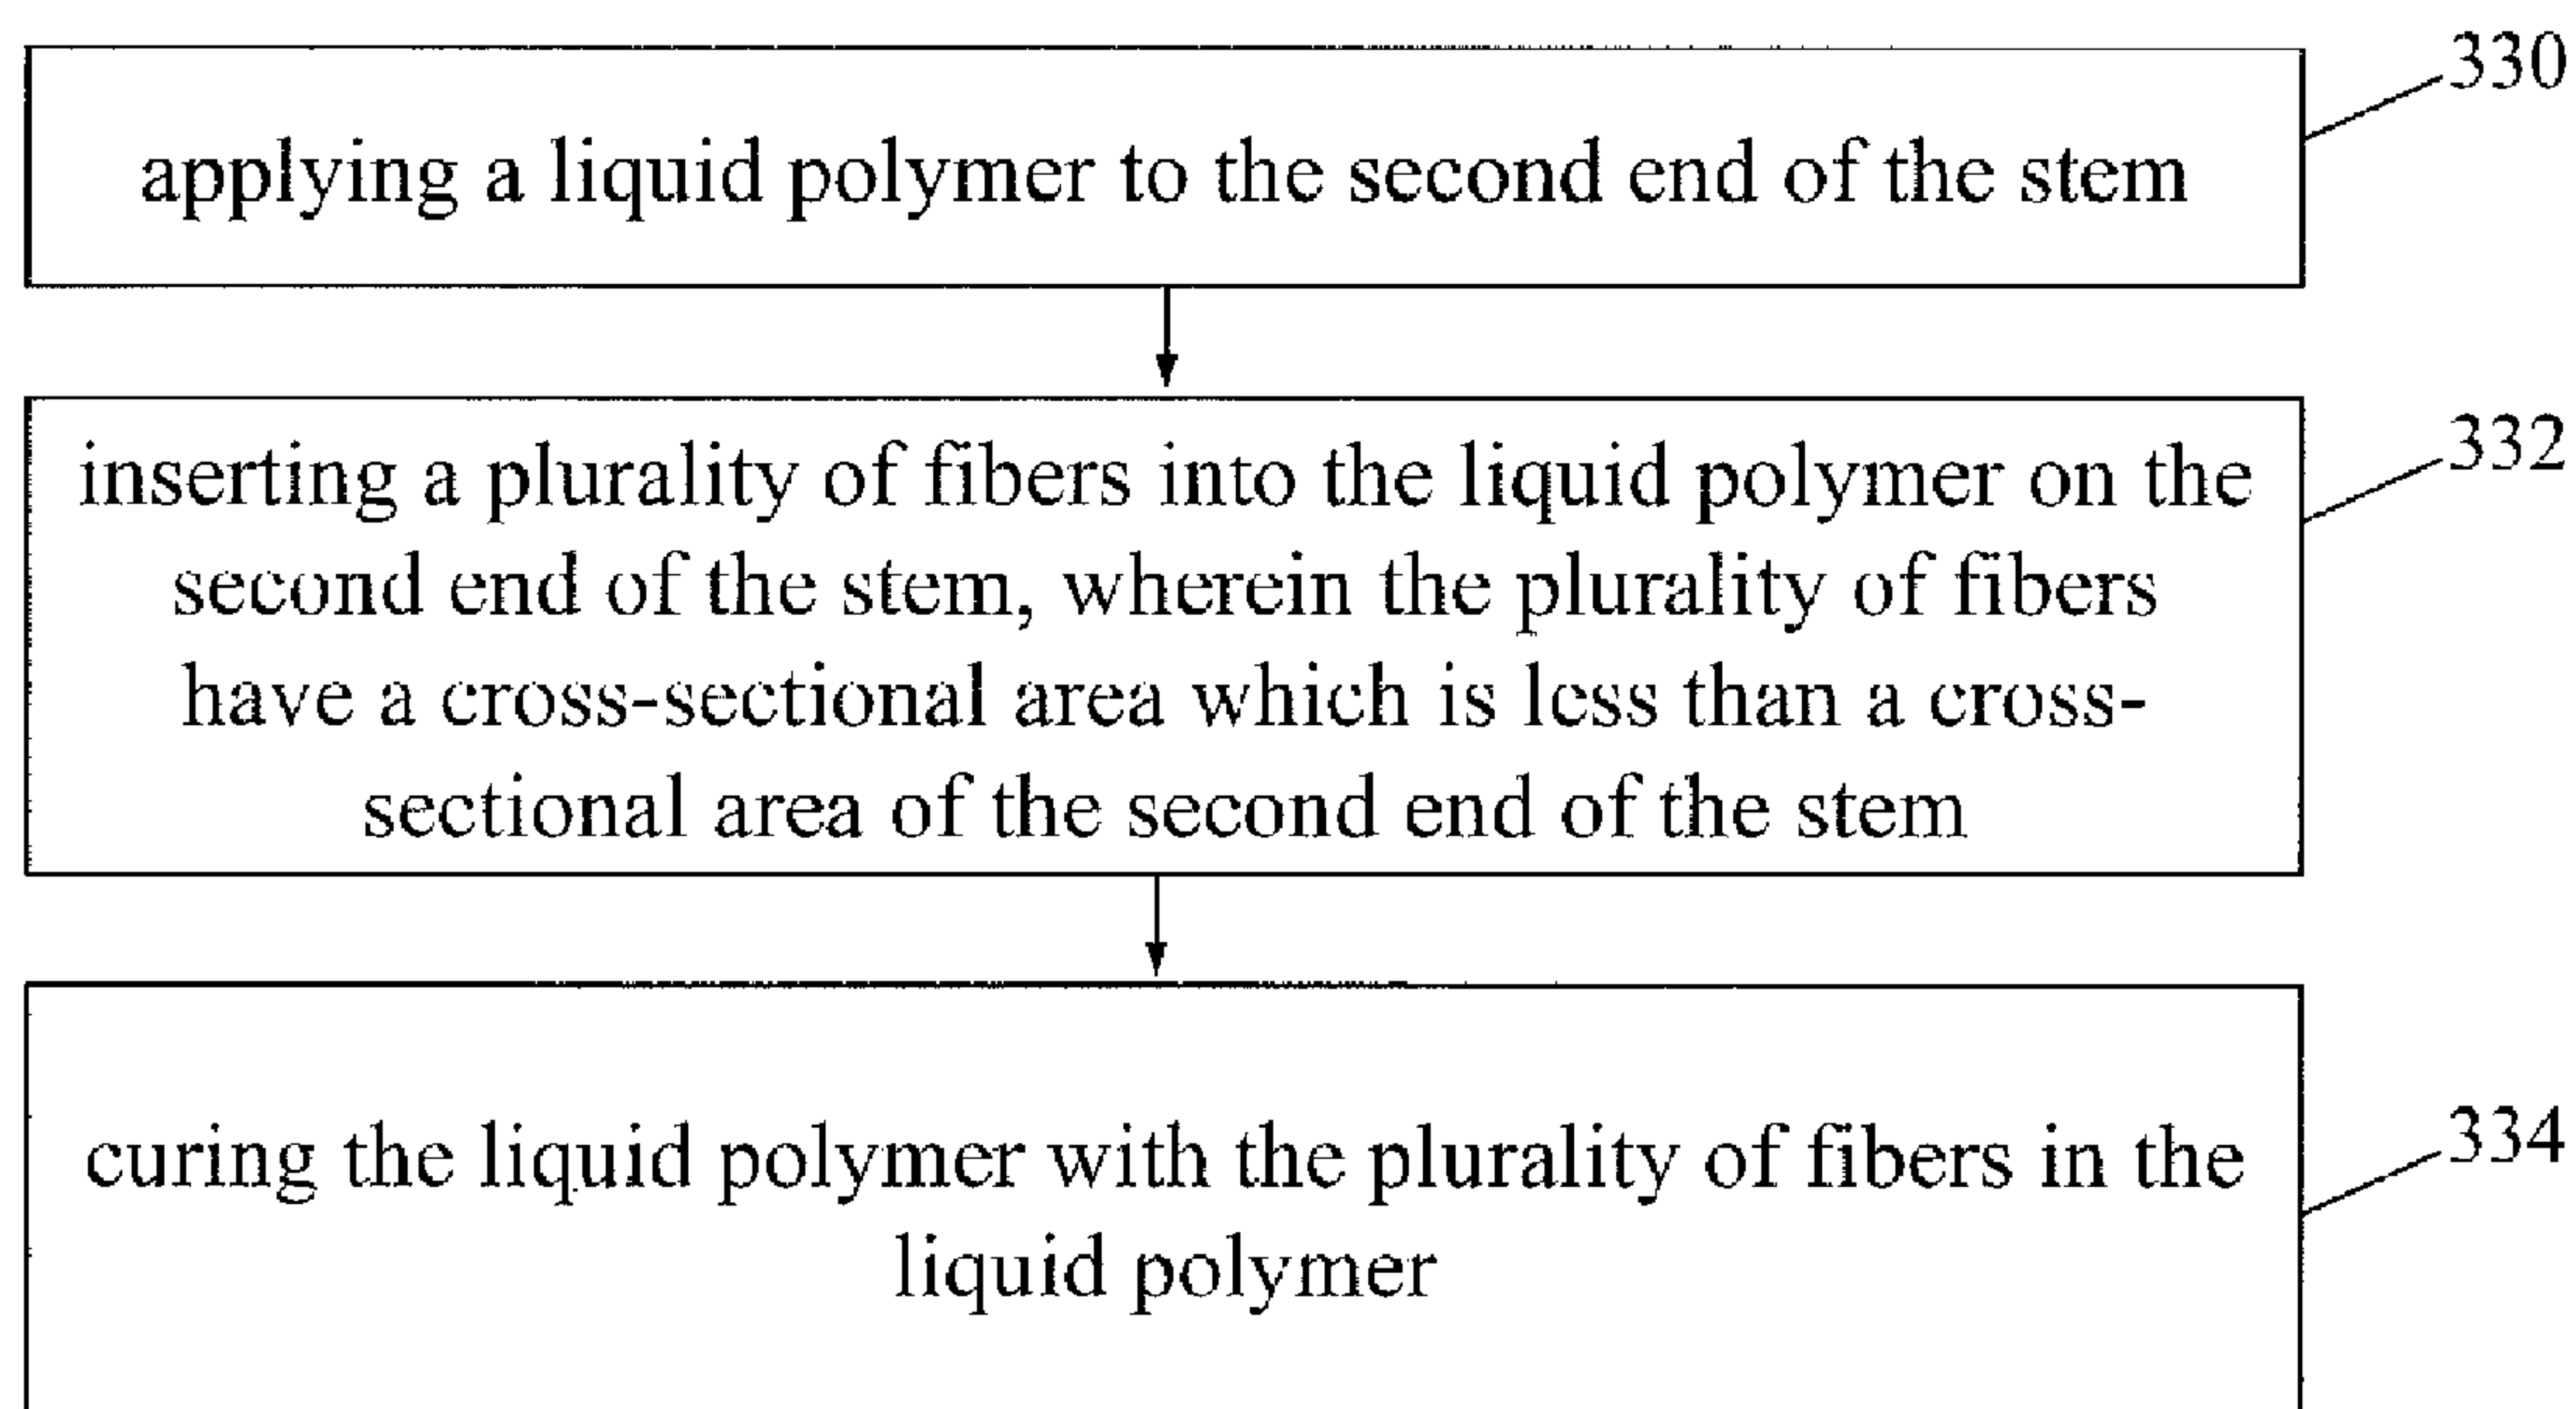 330
applying a liquid polymer to the second end of the stem
332
inserting a plurality of fibers into the liquid polymer on the
second end of the stem, wherein the plurality of fibers
have a cross-sectional area which is less than a cross-
sectional area of the second end of the stem
334
curing the liquid polymer with the plurality of fibers in the
liquid polymer